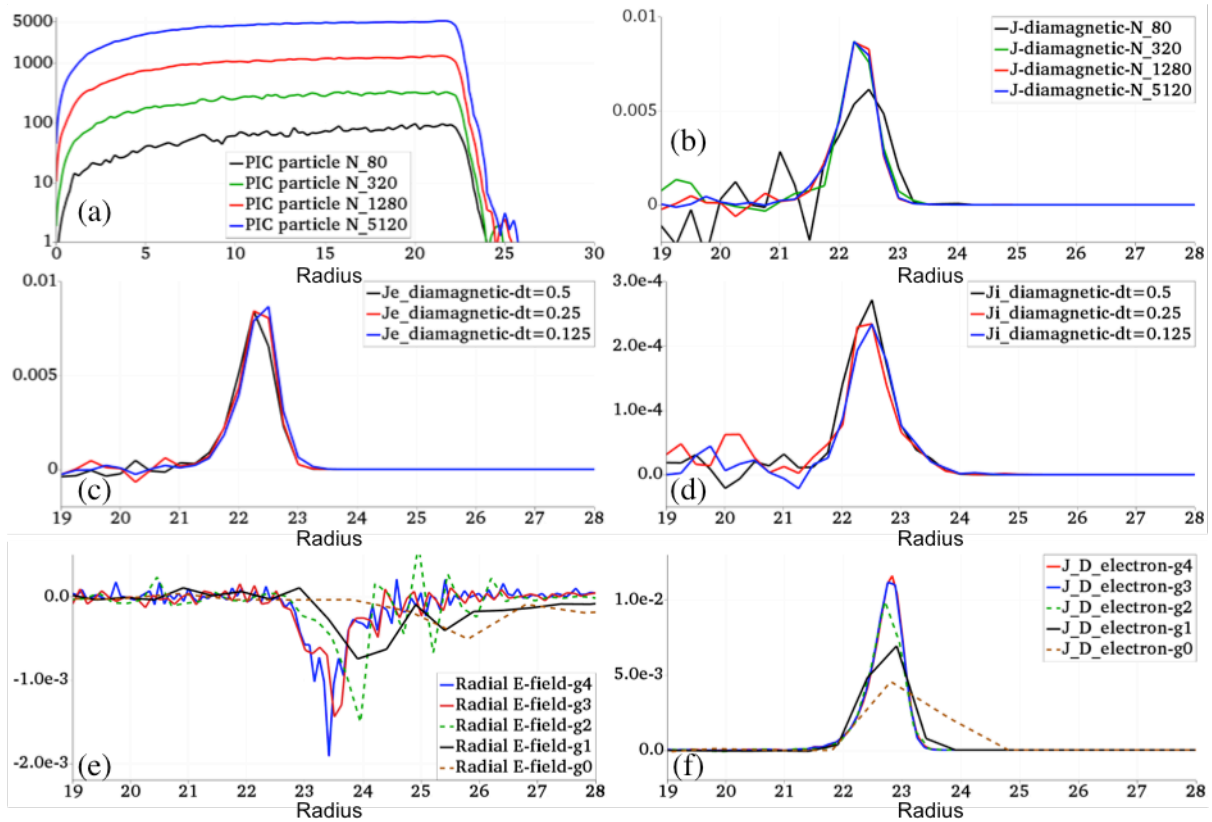 5000
1000
100
10
1
(a)
PIC particle N_80
PIC particle N_320
PIC particle N_1280
PIC particle N_5120
0 5 10 15 20 25 30
Radius
0.01
0.005
0
(b)
J-diamagnetic-N_80
J-diamagnetic-N_320
J-diamagnetic-N_1280
J-diamagnetic-N_5120
19 20 21 22 23 24 25 26 27 28
Radius
0.01
0.005
0
(c)
Je_diamagnetic-dt=0.5
Je_diamagnetic-dt=0.25
Je_diamagnetic-dt=0.125
19 20 21 22 23 24 25 26 27 28
Radius
3.0e-4
2.0e-4
1.0e-4
0.0
(d)
Ji_diamagnetic-dt=0.5
Ji_diamagnetic-dt=0.25
Ji_diamagnetic-dt=0.125
19 20 21 22 23 24 25 26 27 28
Radius
0.0
-1.0e-3
-2.0e-3
(e)
Radial E-field-g4
Radial E-field-g3
Radial E-field-g2
Radial E-field-g1
Radial E-field-g0
19 20 21 22 23 24 25 26 27 28
Radius
1.0e-2
5.0e-3
0.0
(f)
J_D_electron-g4
J_D_electron-g3
J_D_electron-g2
J_D_electron-g1
J_D_electron-g0
19 20 21 22 23 24 25 26 27 28
Radius